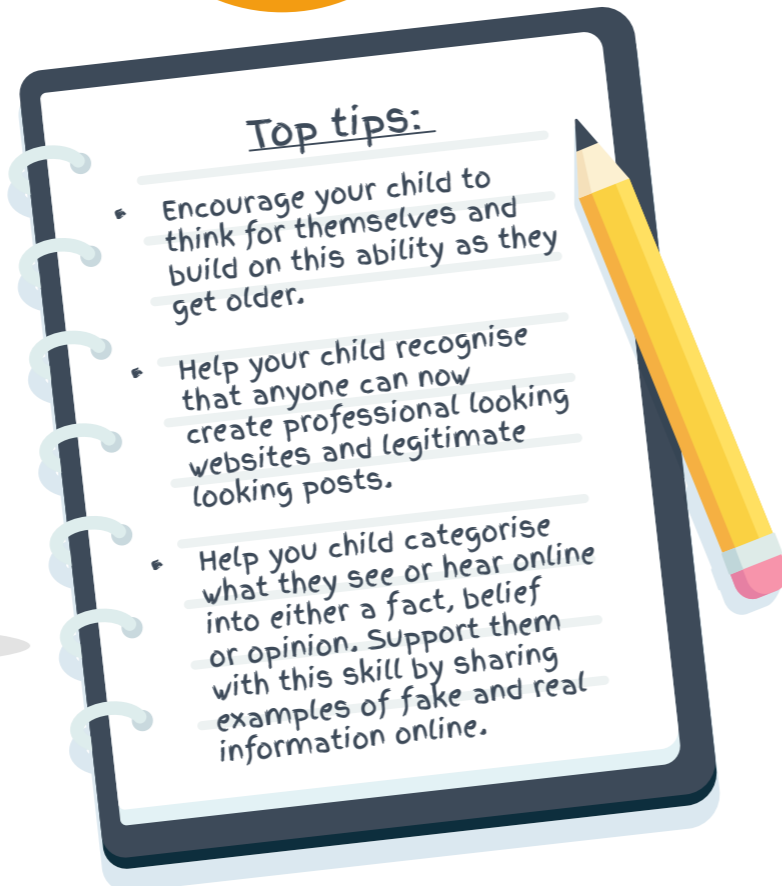 Top tips:
Encourage your child to
think for themselves and
build on this ability as they
get older.
Help your child recognise
that anyone can now
create professional looking
websites and legitimate
looking posts.
Help you child categorise
what they see or hear online
into either a fact, belief
or opinion. Support them
with this skill by sharing
examples of fake and real
information online.